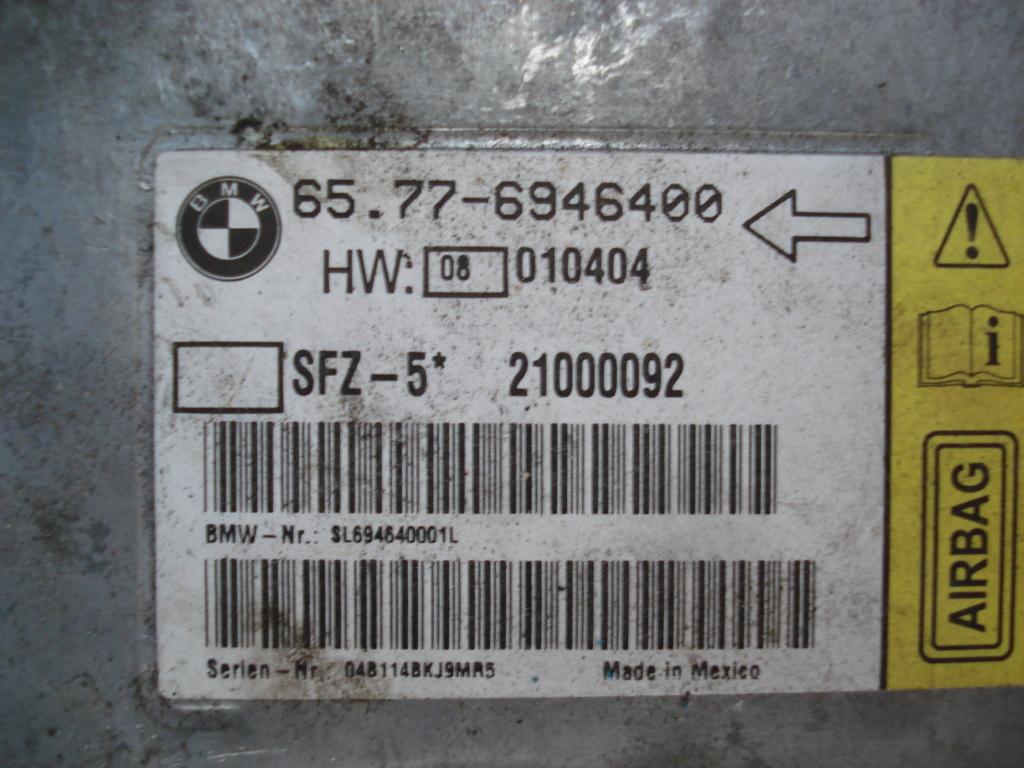 BMW
65.77-6946400
HW: 08 010404
SFZ-5* 21000092
BMW-Nr.: SL694640001L
Serien-Nr. 04B114BKJ9MR5 Made in Mexico
!
i
AIRBAG